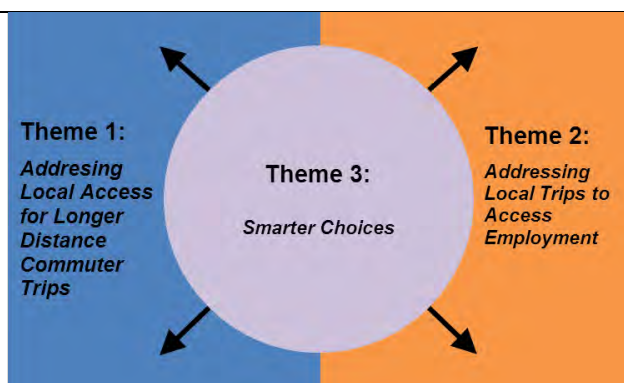 Theme 1:
Addresing
Local Access
for Longer
Distance
Commuter
Trips
Theme 3:
Smarter Choices
Theme 2:
Addressing
Local Trips to
Access
Employment